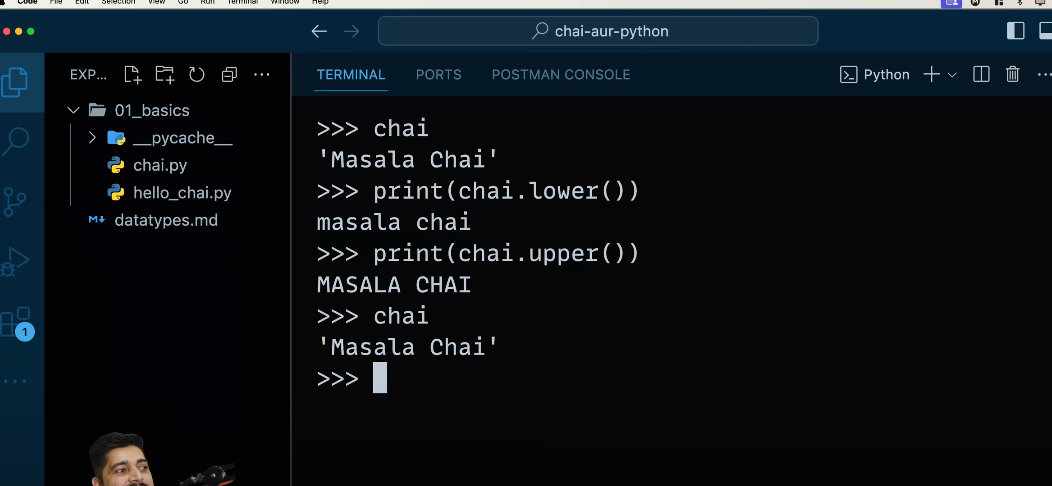 Code File Edit Selection View Go Run Terminal Window Help
chai-aur-python
EXP...
TERMINAL PORTS POSTMAN CONSOLE Python
01_basics
__pycache__
chai.py
hello_chai.py
datatypes.md
1
>>> chai
'Masala Chai'
>>> print(chai.lower())
masala chai
>>> print(chai.upper())
MASALA CHAI
>>> chai
'Masala Chai'
>>>